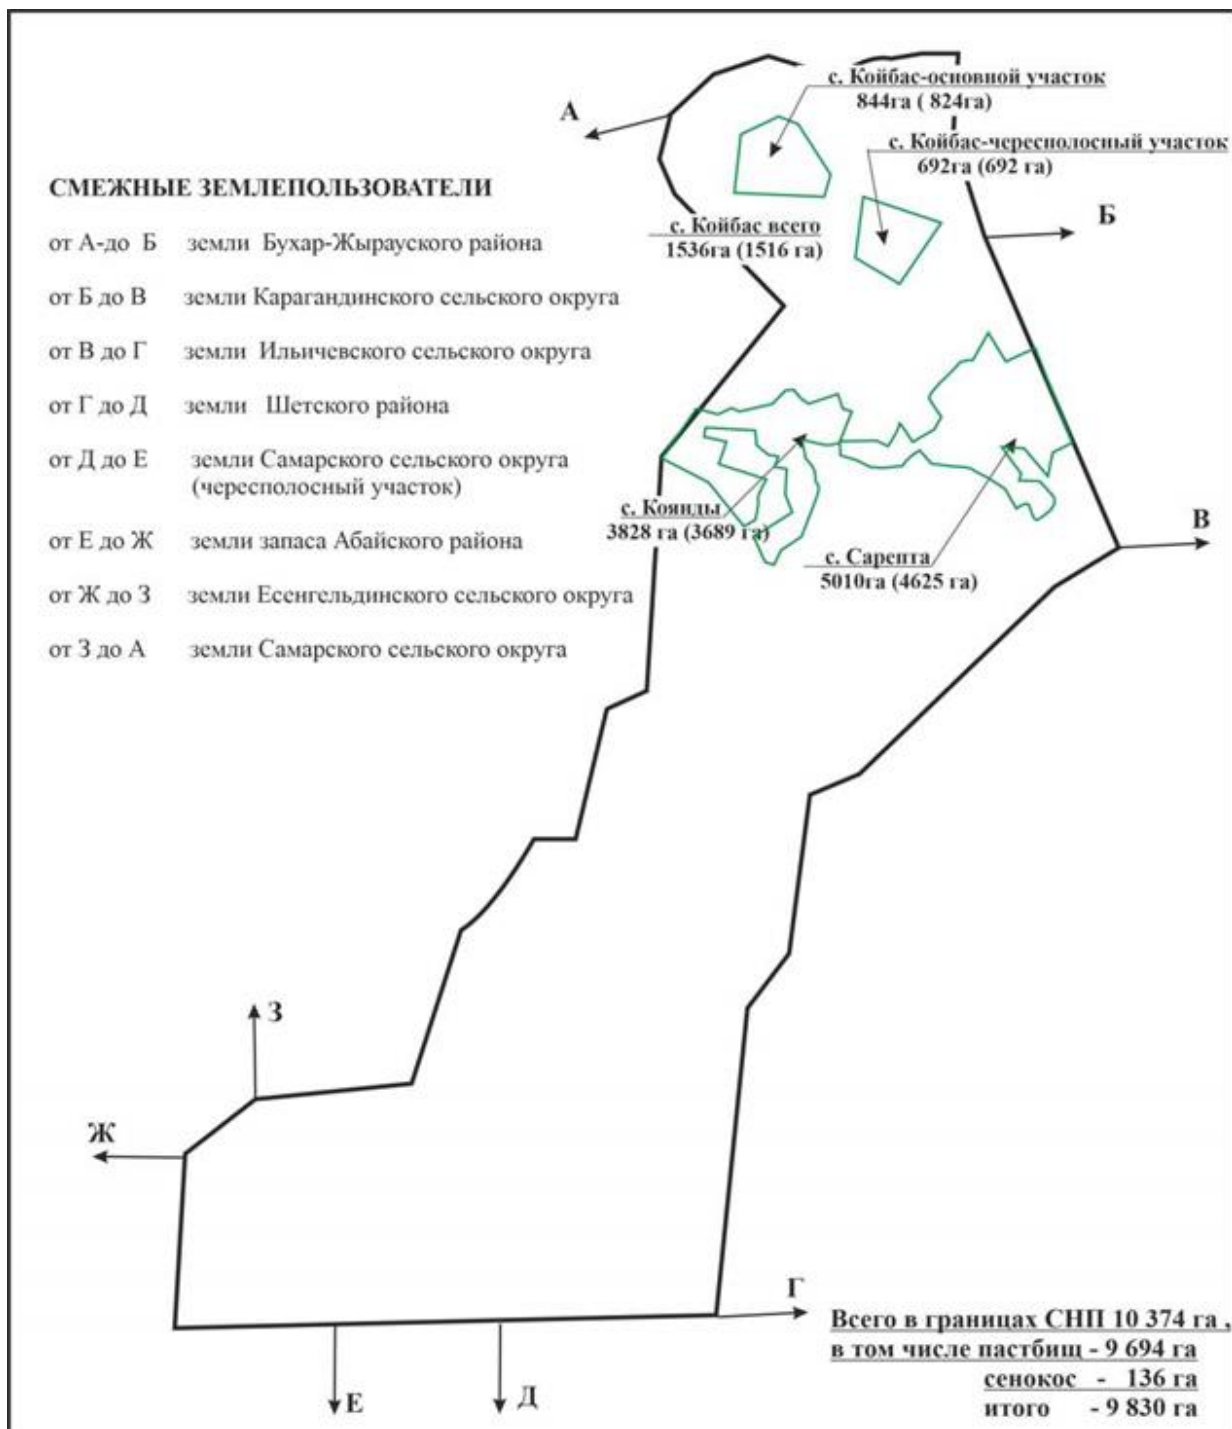 с. Койбас-основной участок
844га ( 824га)
А
с. Койбас-чересполосный участок
692га (692 га)
СМЕЖНЫЕ ЗЕМЛЕПОЛЬЗОВАТЕЛИ
Б
с. Койбас всего
1536га (1516 га)
от А-до Б земли Бухар-Жырауского района
от Б до В земли Карагандинского сельского округа
от В до Г земли Ильичевского сельского округа
от Г до Д земли Шетского района
от Д до Е земли Самарского сельского округа
(чересполосный участок)
от Е до Ж земли запаса Абайского района
от Ж до З земли Есенгельдинского сельского округа
от З до А земли Самарского сельского округа
с. Коянды
3828 га (3689 га)
В
с. Сарепта
5010га (4625 га)
З
Ж
Г
Е
Д
Всего в границах СНП 10 374 га ,
в том числе пастбищ - 9 694 га
сенокос - 136 га
итого - 9 830 га